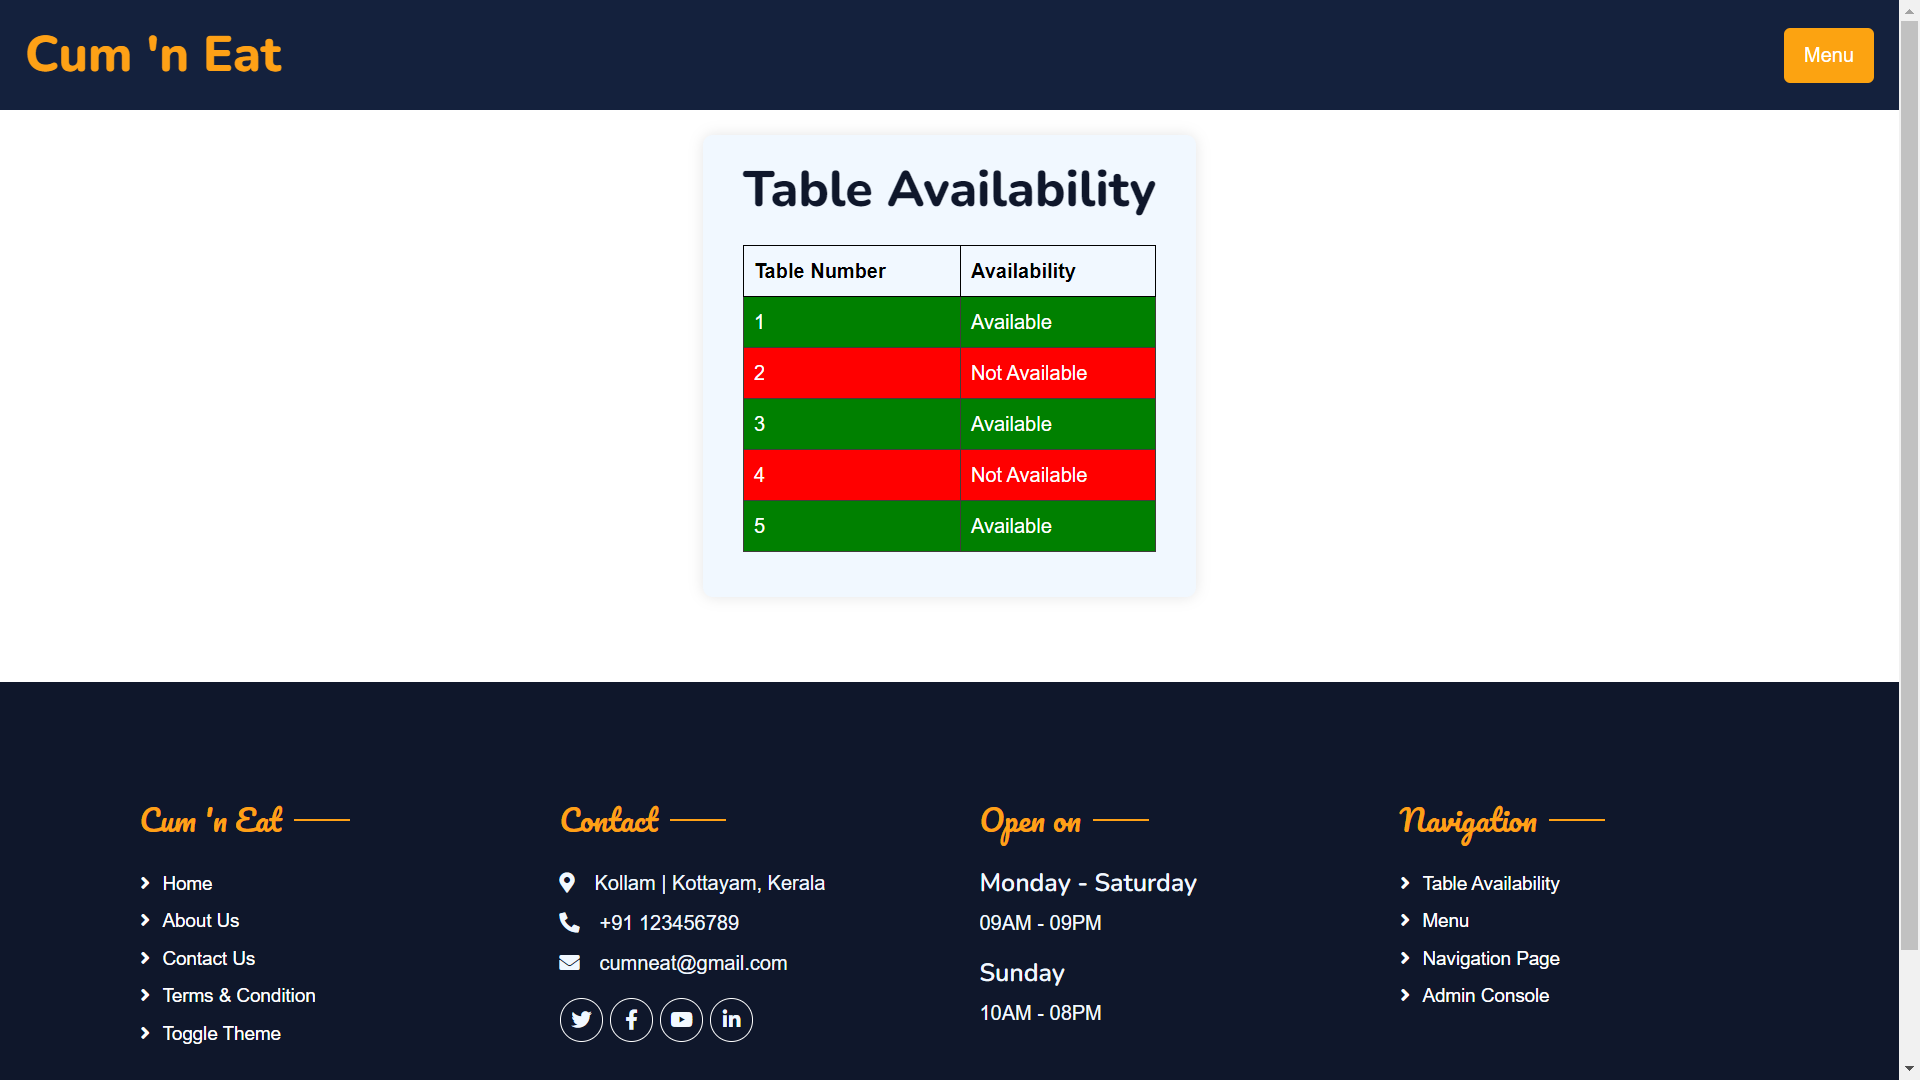 Cum 'n Eat
Menu
Table Availability
Table Number Availability
1 Available
2 Not Available
3 Available
4 Not Available
5 Available
Cum 'n Eat
Home
About Us
Contact Us
Terms & Condition
Toggle Theme
Contact
Kollam | Kottayam, Kerala
+91 123456789
cumneat@gmail.com
Open on
Monday - Saturday
09AM - 09PM
Sunday
10AM - 08PM
Navigation
Table Availability
Menu
Navigation Page
Admin Console